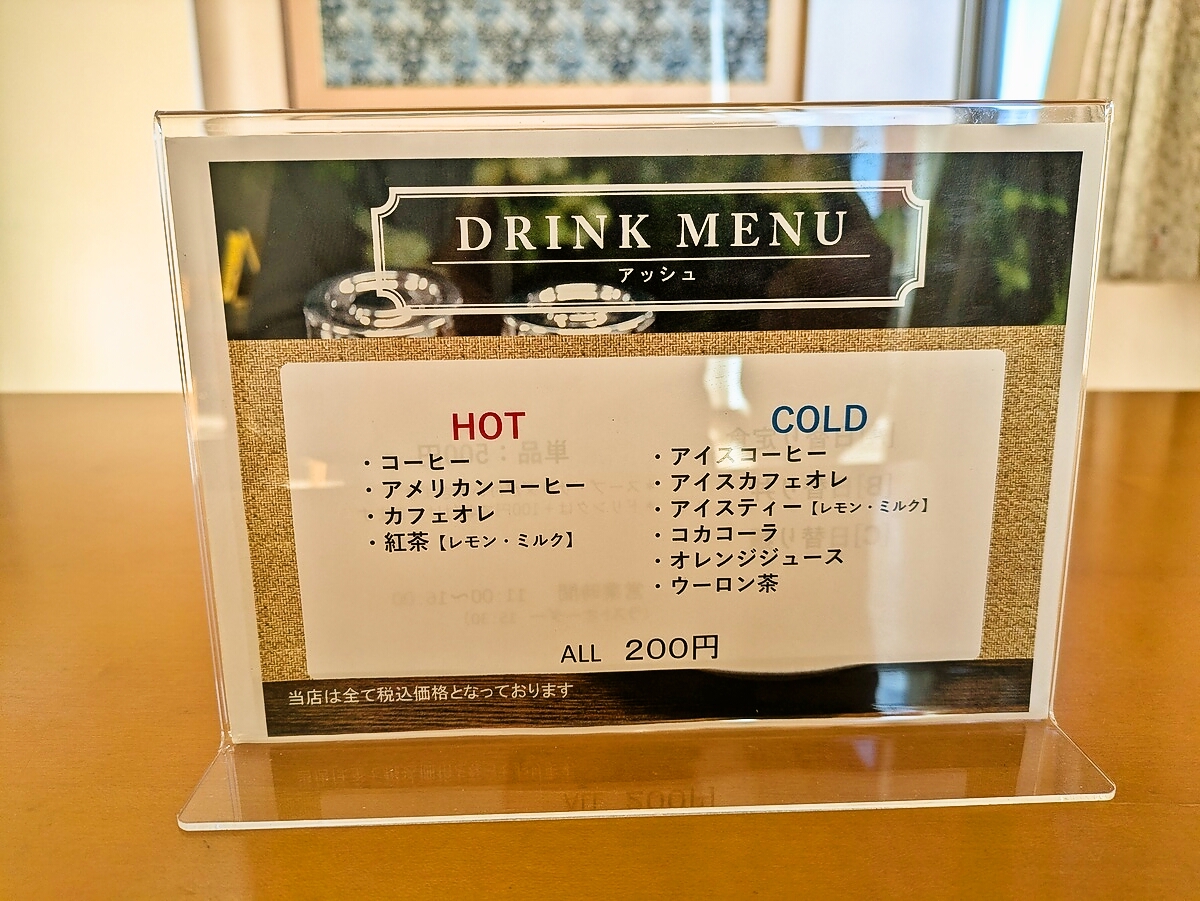 DRINK MENU
アッシュ
HOT
・コーヒー
・アメリカンコーヒー
・カフェオレ
・紅茶【レモン・ミルク】
COLD
・アイスコーヒー
・アイスカフェオレ
・アイスティー【レモン・ミルク】
・コカコーラ
・オレンジジュース
・ウーロン茶
ALL 200円
当店は全て税込価格となっております